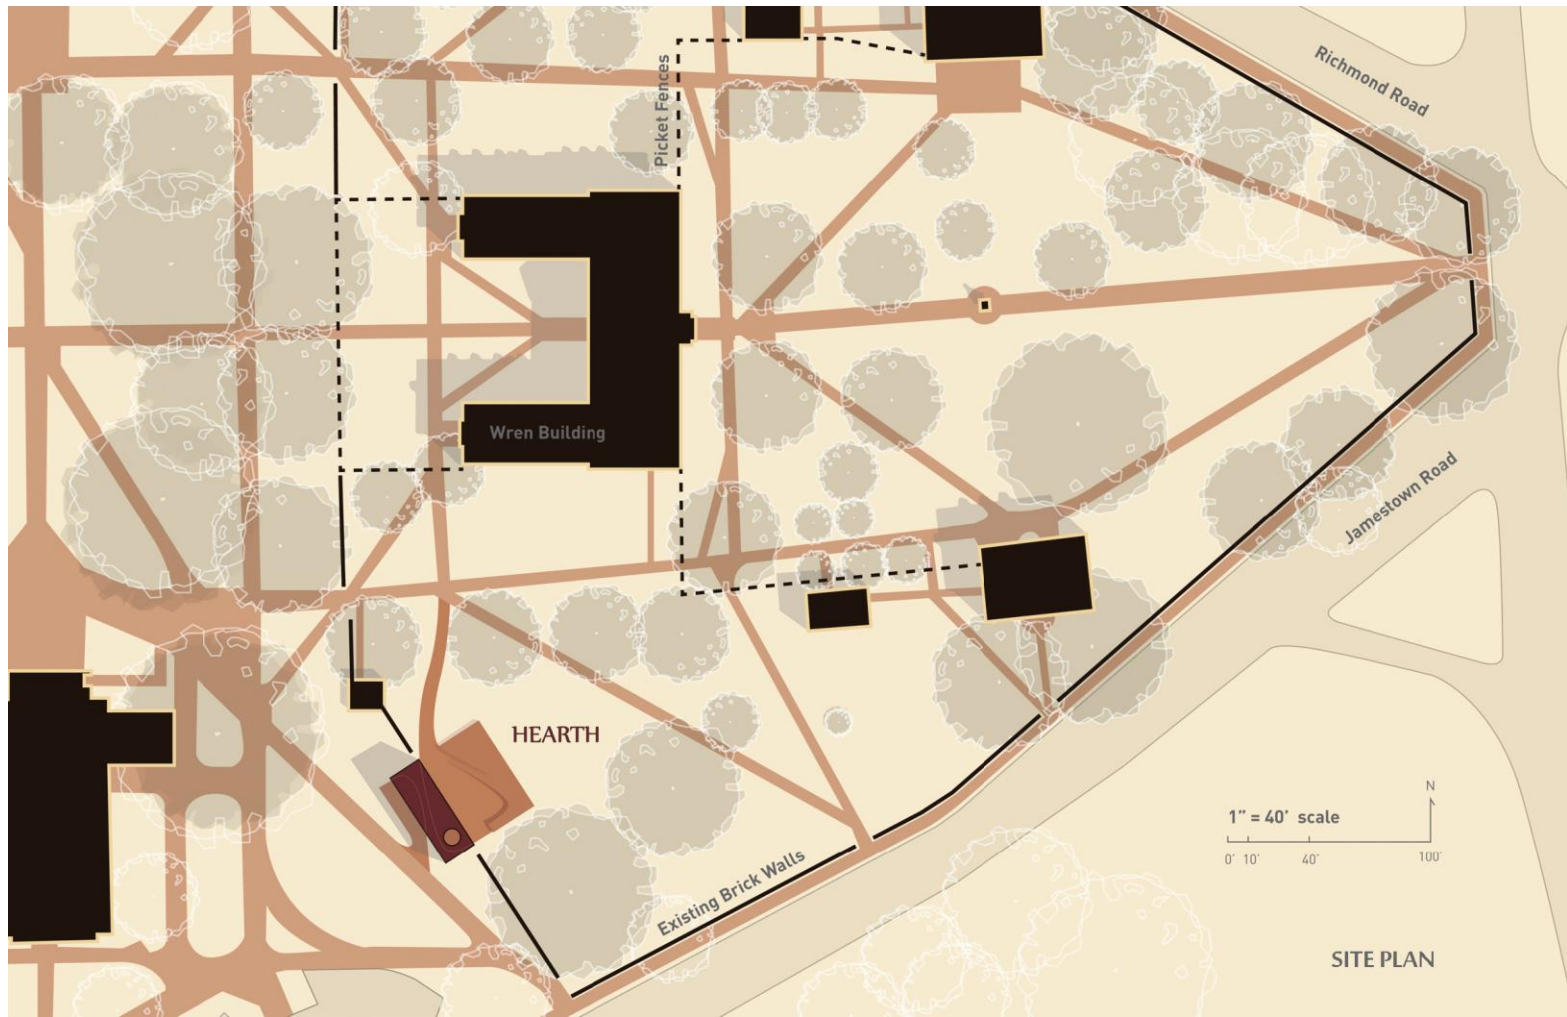 Richmond Road
Picket Fences
Wren Building
Jamestown Road
HEARTH
Existing Brick Walls
N
1” = 40’ scale
0’ 10’ 40’ 100’
SITE PLAN